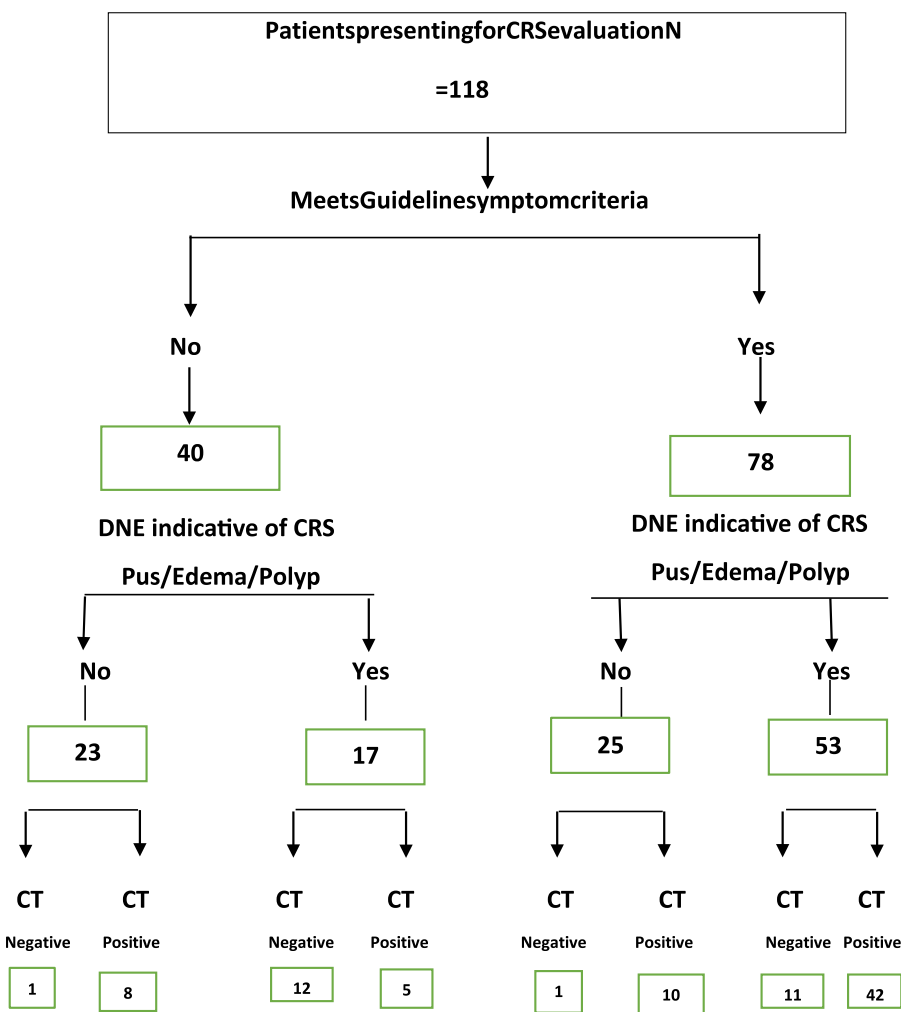 PatientspresentingforCRSevaluationN
=118
MeetsGuidelinesymptomcriteria
No
Yes
40
78
DNE indicative of CRS
DNE indicative of CRS
Pus/Edema/Polyp
Pus/Edema/Polyp
No
Yes
No
Yes
23
17
25
53
CT
CT
CT
CT
CT
CT
CT
CT
Negative
Positive
Negative
Positive
Negative
Positive
Negative
Positive
1
8
12
5
1
10
11
42